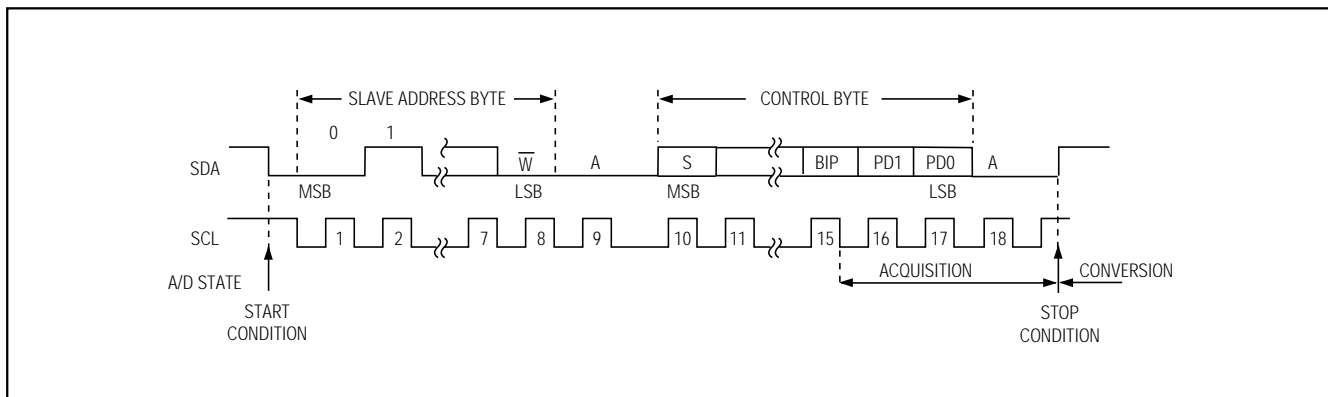 SLAVE ADDRESS BYTE CONTROL BYTE
0 1
SDA W̅ A S BIP PD1 PD0 A
MSB LSB MSB LSB
SCL 1 2 7 8 9 10 11 15 16 17 18
A/D STATE ACQUISITION CONVERSION
START CONDITION
STOP CONDITION